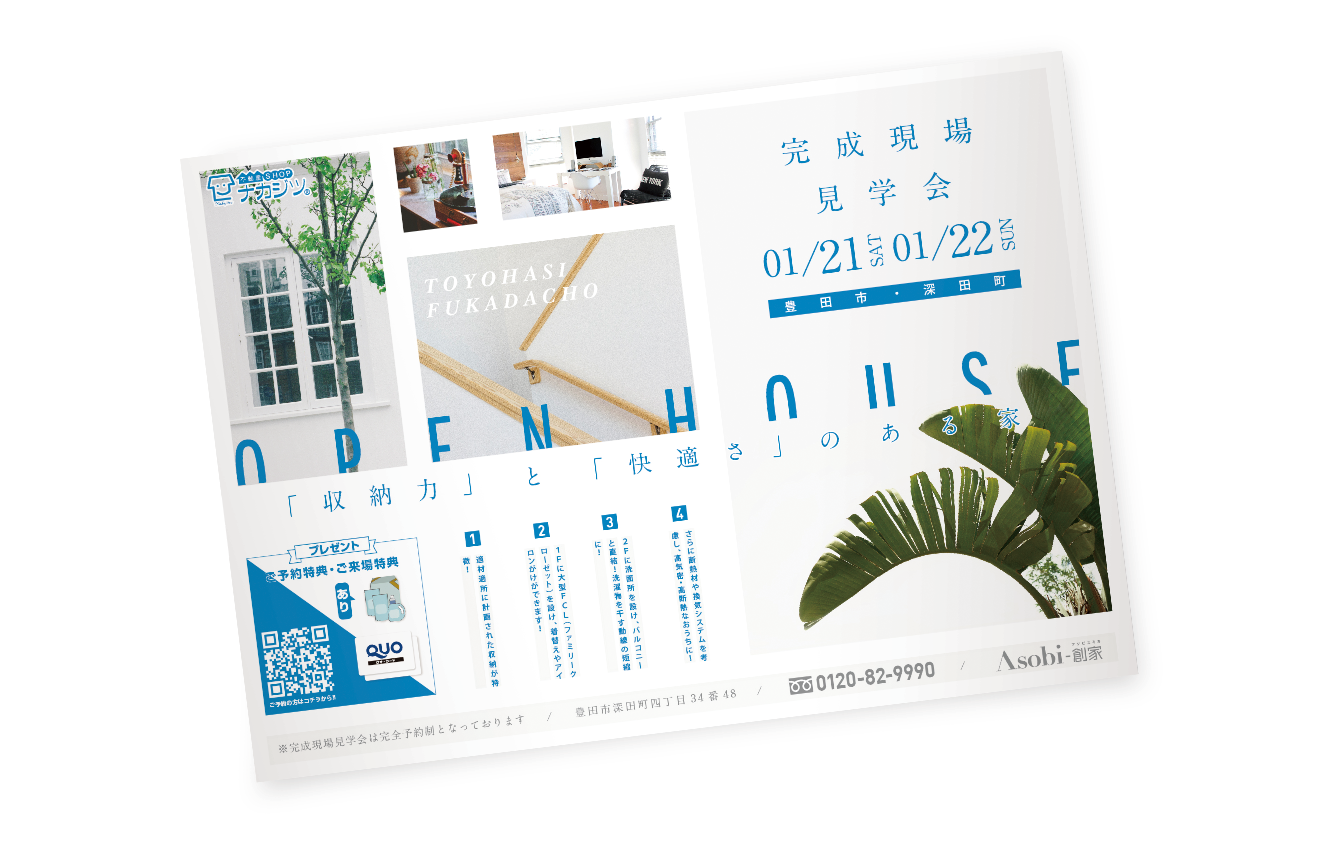 不動産SHOP
ナカジツ
NEW YORK
TOYOHASI
FUKADACHO
完成現場
見学会
01/21 SAT 01/22 SUN
豊田市・深田町
OPEN HOUSE
「収納力」と「快適さ」のある家
プレゼント
ご予約特典・ご来場特典
あり
QUO
ご予約の方はコチラから!!
1
適材適所に計画された収納が特
徴!
2
1Fに大型FCL(ファミリーク
ローゼット)を設け、着替えやアイ
ロンがけができます!
3
2Fに洗面所を設け、バルコニー
と直結!洗濯物を干す動線の短縮
に!
4
さらに断熱材や換気システムを考
慮し、高気密・高断熱なおうちに!
※完成現場見学会は完全予約制となっております / 豊田市深田町四丁目34番48 / 0120-82-9990 / Asobi-創家